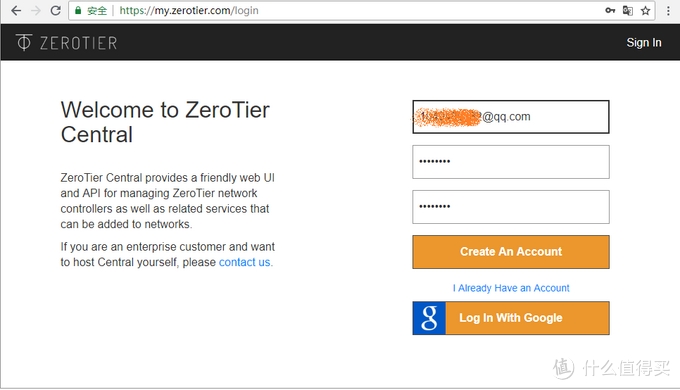 安全
https://my.zerotier.com/login
ZEROTIER
Sign In
Welcome to ZeroTier
Central
ZeroTier Central provides a friendly web UI
and API for managing ZeroTier network
controllers as well as related services that
can be added to networks.
If you are an enterprise customer and want
to host Central yourself, please contact us.
@qq.com
••••••••
••••••••
Create An Account
I Already Have an Account
g Log In With Google
值 什么值得买